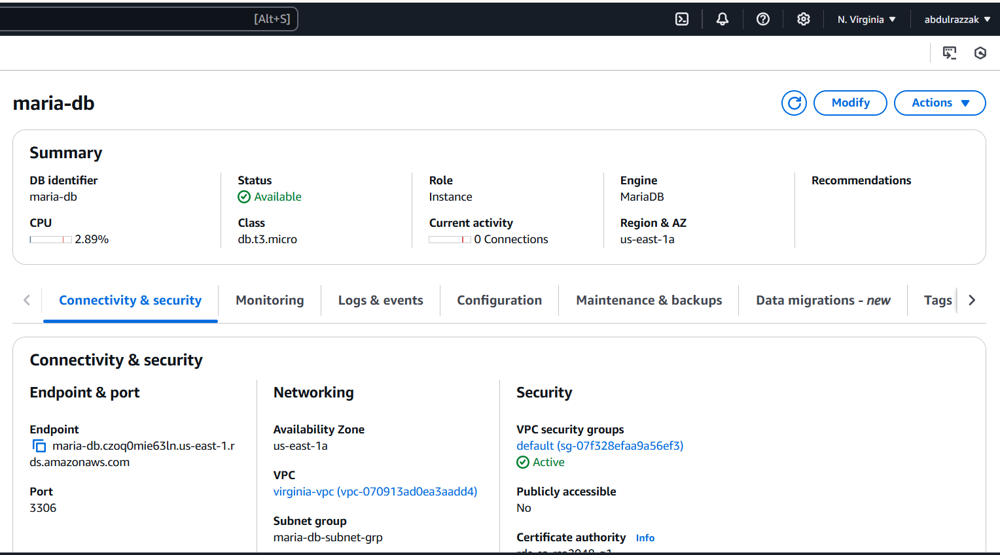 [Alt+S] N. Virginia abdulrazzak
maria-db
Modify Actions
Summary
DB identifier Status Role Engine Recommendations
maria-db Available Instance MariaDB
CPU Class Current activity Region & AZ
2.89% db.t3.micro 0 Connections us-east-1a
Connectivity & security Monitoring Logs & events Configuration Maintenance & backups Data migrations - new Tags
Connectivity & security
Endpoint & port
Endpoint
maria-db.czoq0mie63ln.us-east-1.r
ds.amazonaws.com
Port
3306
Networking
Availability Zone
us-east-1a
VPC
virginia-vpc (vpc-070913ad0ea3aadd4)
Subnet group
maria-db-subnet-grp
Security
VPC security groups
default (sg-07f328efaa9a56ef3)
Active
Publicly accessible
No
Certificate authority Info